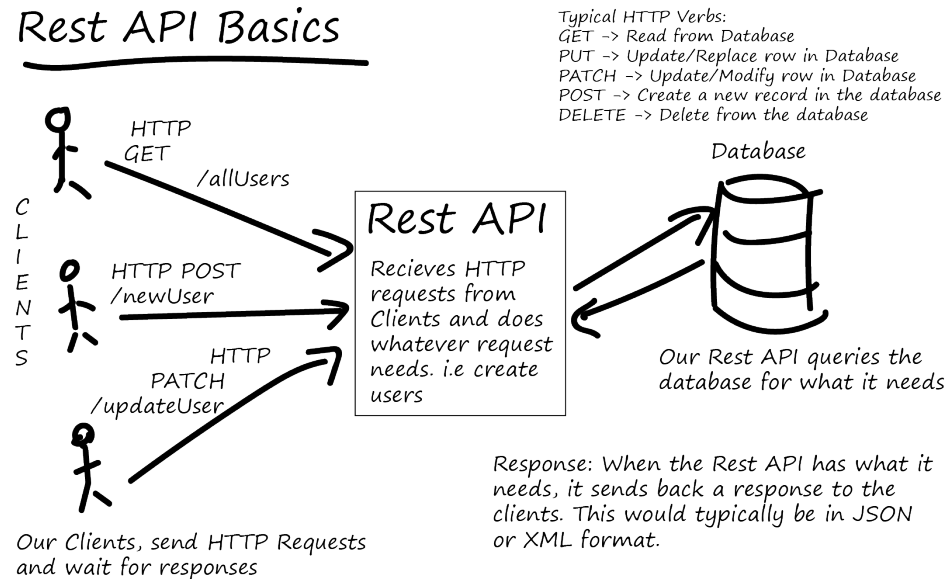 Rest API Basics
Typical HTTP Verbs:
GET -> Read from Database
PUT -> Update/Replace row in Database
PATCH -> Update/Modify row in Database
POST -> Create a new record in the database
DELETE -> Delete from the database
CLIENTS
HTTP
GET
/allUsers
HTTP POST
/newUser
HTTP
PATCH
/updateUser
Our Clients, send HTTP Requests
and wait for responses
Rest API
Recieves HTTP
requests from
Clients and does
whatever request
needs. i.e create
users
Database
Our Rest API queries the
database for what it needs
Response: When the Rest API has what it
needs, it sends back a response to the
clients. This would typically be in JSON
or XML format.